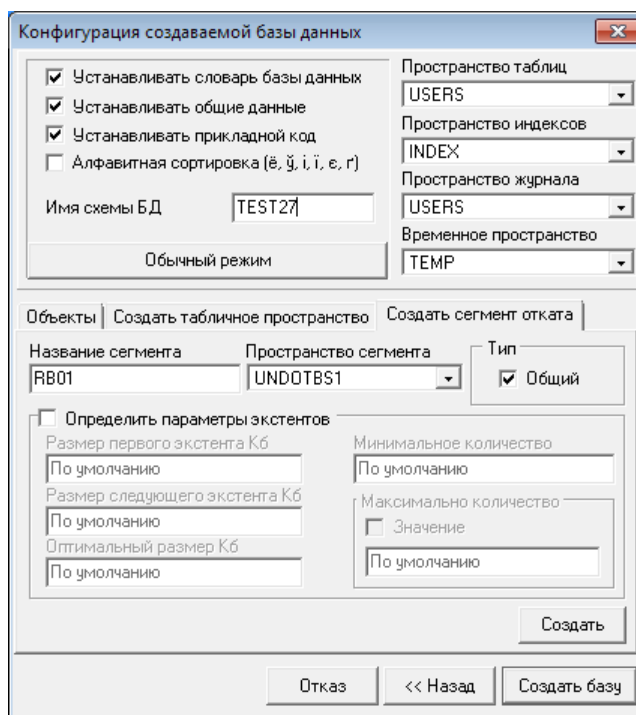 Конфигурация создаваемой базы данных
Устанавливать словарь базы данных
Устанавливать общие данные
Устанавливать прикладной код
Алфавитная сортировка (ё, ў, і, ї, є, ґ)
Имя схемы БД TEST27
Обычный режим
Пространство таблиц
USERS
Пространство индексов
INDEX
Пространство журнала
USERS
Временное пространство
TEMP
Объекты Создать табличное пространство Создать сегмент отката
Название сегмента Пространство сегмента Тип
RB01 UNDOTBS1 Общий
Определить параметры экстентов
Размер первого экстента Кб
По умолчанию
Размер следующего экстента Кб
По умолчанию
Оптимальный размер Кб
По умолчанию
Минимальное количество
По умолчанию
Максимально количество
Значение
По умолчанию
Создать
Отказ << Назад Создать базу